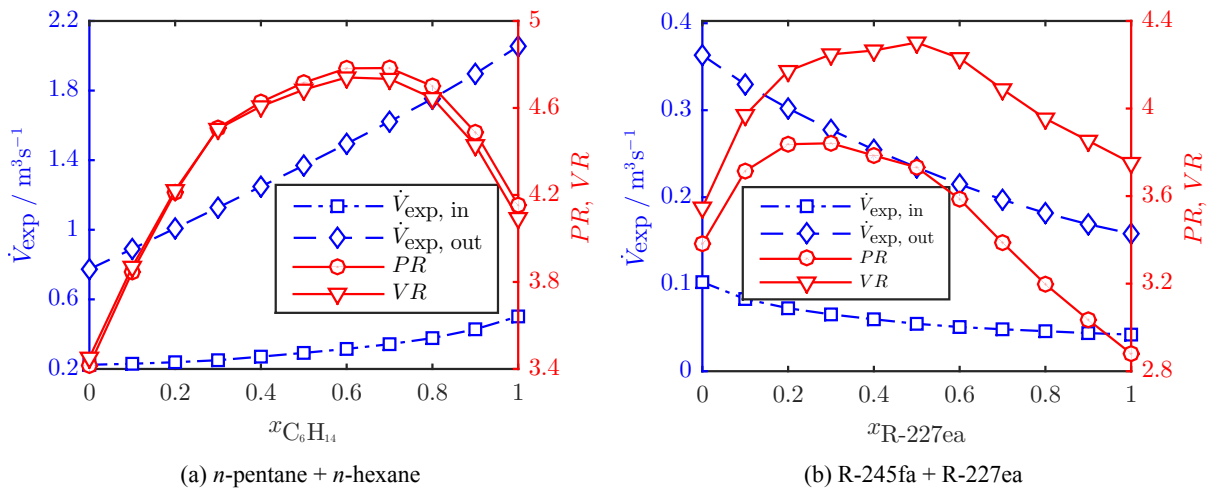 2.2
1.8
1.4
1
0.6
0.2
V̇exp / m³s⁻¹
5
4.6
4.2
3.8
3.4
PR, VR
V̇exp, in
V̇exp, out
PR
VR
0 0.2 0.4 0.6 0.8 1
xC₆H₁₄
(a) n-pentane + n-hexane
0.4
0.3
0.2
0.1
0
V̇exp / m³s⁻¹
4.4
4
3.6
3.2
2.8
PR, VR
V̇exp, in
V̇exp, out
PR
VR
0 0.2 0.4 0.6 0.8 1
xR-227ea
(b) R-245fa + R-227ea